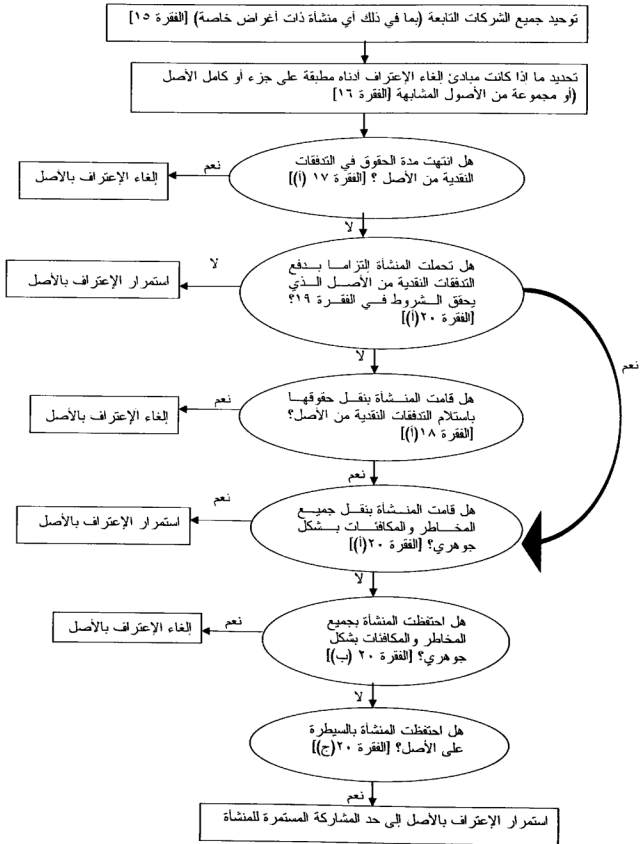 توحيد جميع الشركات التابعة (بما في ذلك أي منشأة ذات أغراض خاصة) [الفقرة ١٥]
تحديد ما إذا كانت مبادئ إلغاء الإعتراف أدناه مطبقة على جزء أو كامل الأصل
(أو مجموعة من الأصول المشابهة [الفقرة ١٦]
هل انتهت مدة الحقوق في التدفقات
النقدية من الأصل ؟ [الفقرة ١٧ (أ)]
نعم
إلغاء الإعتراف بالأصل
لا
هل تحملت المنشأة إلتزاما بدفع
التدفقات النقدية من الأصل الذي
يحقق الشروط في الفقرة ١٩؟
[الفقرة ٢٠(أ)]
لا
استمرار الإعتراف بالأصل
نعم
لا
هل قامت المنشأة بنقل حقوقها
باستلام التدفقات النقدية من الأصل؟
[الفقرة ١٨(أ)]
نعم
إلغاء الإعتراف بالأصل
نعم
هل قامت المنشأة بنقل جميع
المخاطر والمكافئات بشكل
جوهري؟ [الفقرة ٢٠(أ)]
نعم
استمرار الإعتراف بالأصل
لا
هل احتفظت المنشأة بجميع
المخاطر والمكافئات بشكل
جوهري؟ [الفقرة ٢٠ (ب)]
نعم
إلغاء الإعتراف بالأصل
لا
هل احتفظت المنشأة بالسيطرة
على الأصل؟ [الفقرة ٢٠(ج)]
نعم
استمرار الإعتراف بالأصل إلى حد المشاركة المستمرة للمنشأة